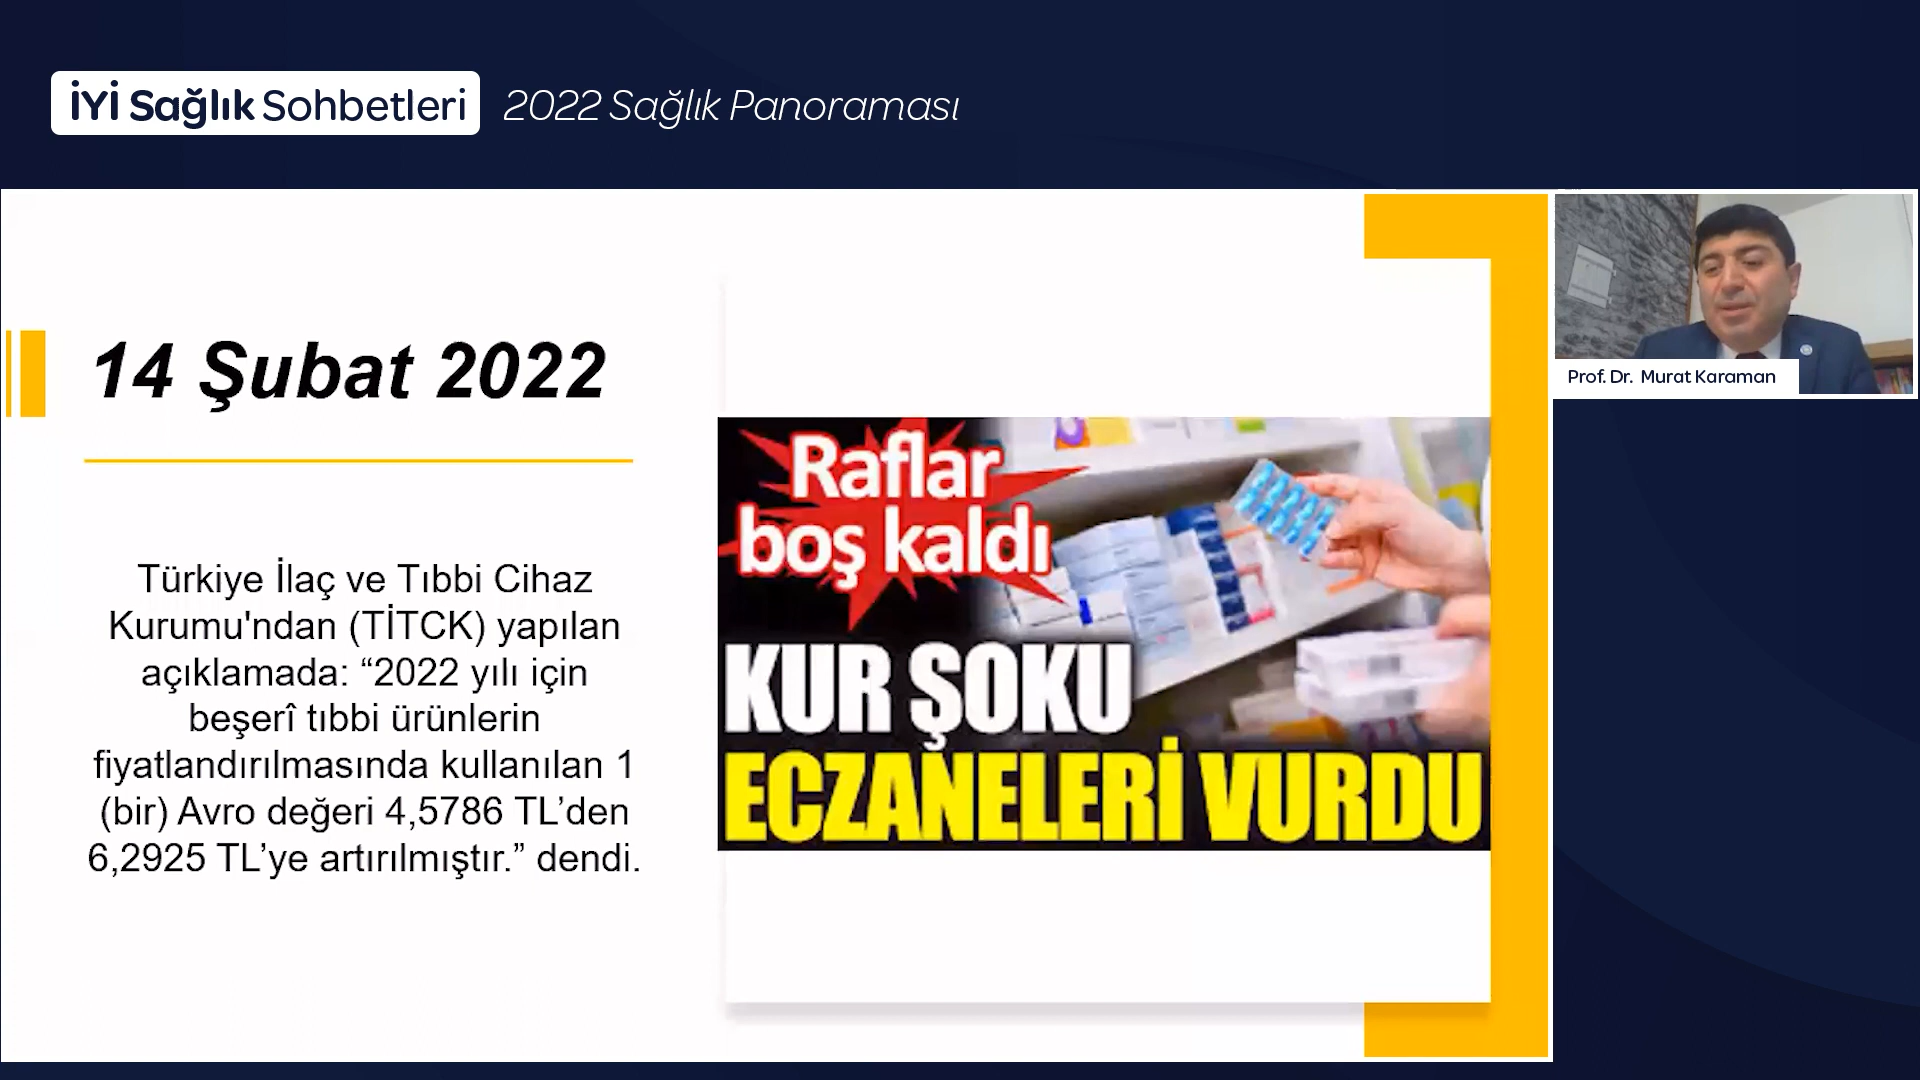 İYİ Sağlık Sohbetleri 2022 Sağlık Panoraması
14 Şubat 2022
Türkiye İlaç ve Tıbbi Cihaz
Kurumu'ndan (TİTCK) yapılan
açıklamada: “2022 yılı için
beşerî tıbbi ürünlerin
fiyatlandırılmasında kullanılan 1
(bir) Avro değeri 4,5786 TL’den
6,2925 TL’ye artırılmıştır.” dendi.
Raflar
boş kaldı
KUR ŞOKU
ECZANELERİ VURDU
Prof. Dr. Murat Karaman